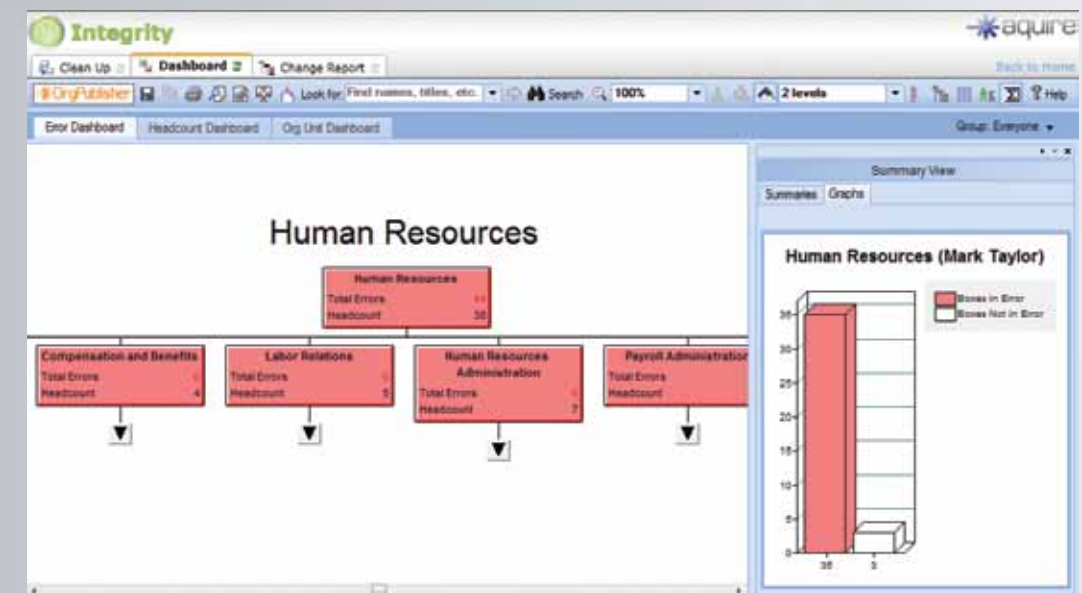 Integrity
aquire
Clean Up
Dashboard
Change Report
Back to Home
OrgPublisher
Look for: Find names, titles, etc.
Search
100%
2 levels
Help
Error Dashboard
Headcount Dashboard
Org Unit Dashboard
Group: Everyone
Summary View
Summaries
Graphs
Human Resources
Human Resources
Total Errors
Headcount
Compensation and Benefits
Total Errors
Headcount 4
Labor Relations
Total Errors
Headcount 5
Human Resources
Administration
Total Errors
Headcount 7
Payroll Administration
Total Errors
Headcount
Human Resources (Mark Taylor)
Boxes in Error
Boxes Not in Error
35
30
25
20
15
10
5
0
35
3